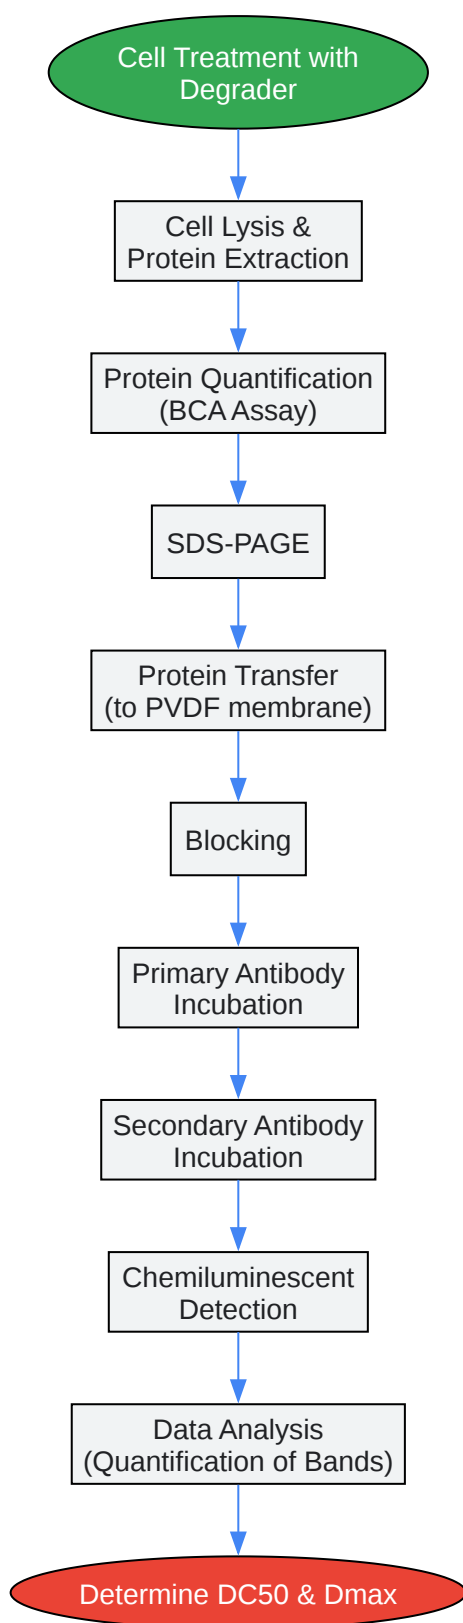 Cell Treatment with
Degrader
Cell Lysis &
Protein Extraction
Protein Quantification
(BCA Assay)
SDS-PAGE
Protein Transfer
(to PVDF membrane)
Blocking
Primary Antibody
Incubation
Secondary Antibody
Incubation
Chemiluminescent
Detection
Data Analysis
(Quantification of Bands)
Determine DC50 & Dmax